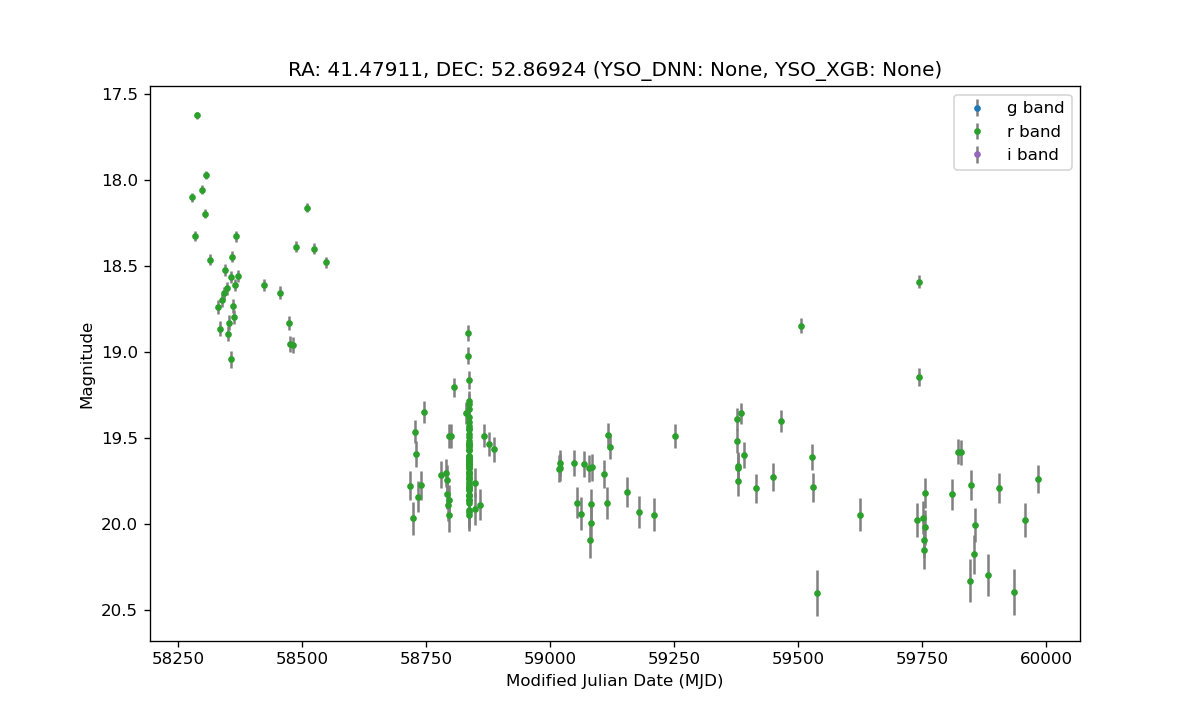 RA: 41.47911, DEC: 52.86924 (YSO_DNN: None, YSO_XGB: None)
g band
r band
i band
17.5
18.0
18.5
19.0
19.5
20.0
20.5
Magnitude
58250 58500 58750 59000 59250 59500 59750 60000
Modified Julian Date (MJD)